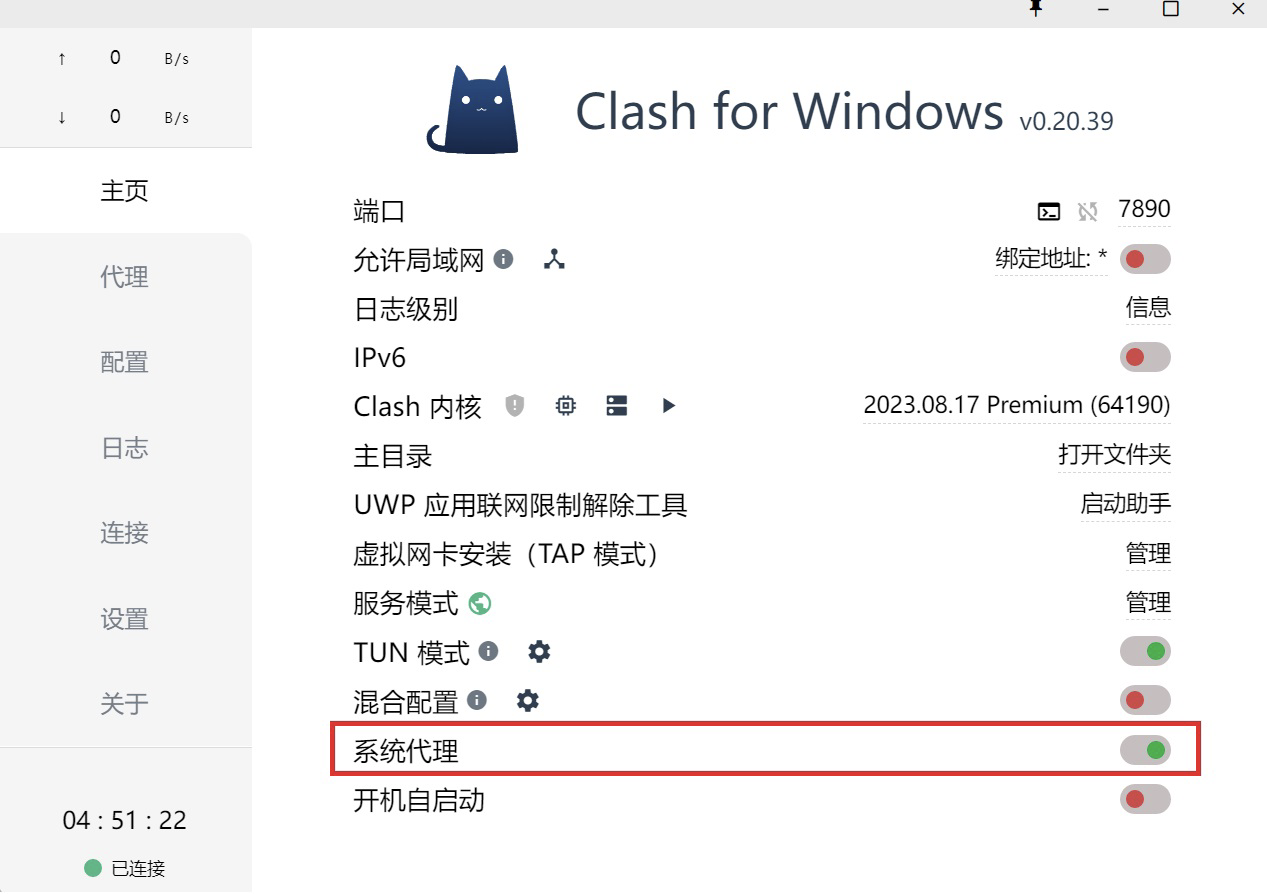 ↑ 0 B/s
↓ 0 B/s
主页
代理
配置
日志
连接
设置
关于
04 : 51 : 22
已连接
Clash for Windows v0.20.39
端口 7890
允许局域网 绑定地址: *
日志级别 信息
IPv6
Clash 内核 2023.08.17 Premium (64190)
主目录 打开文件夹
UWP 应用联网限制解除工具 启动助手
虚拟网卡安装（TAP 模式） 管理
服务模式 管理
TUN 模式
混合配置
系统代理
开机自启动